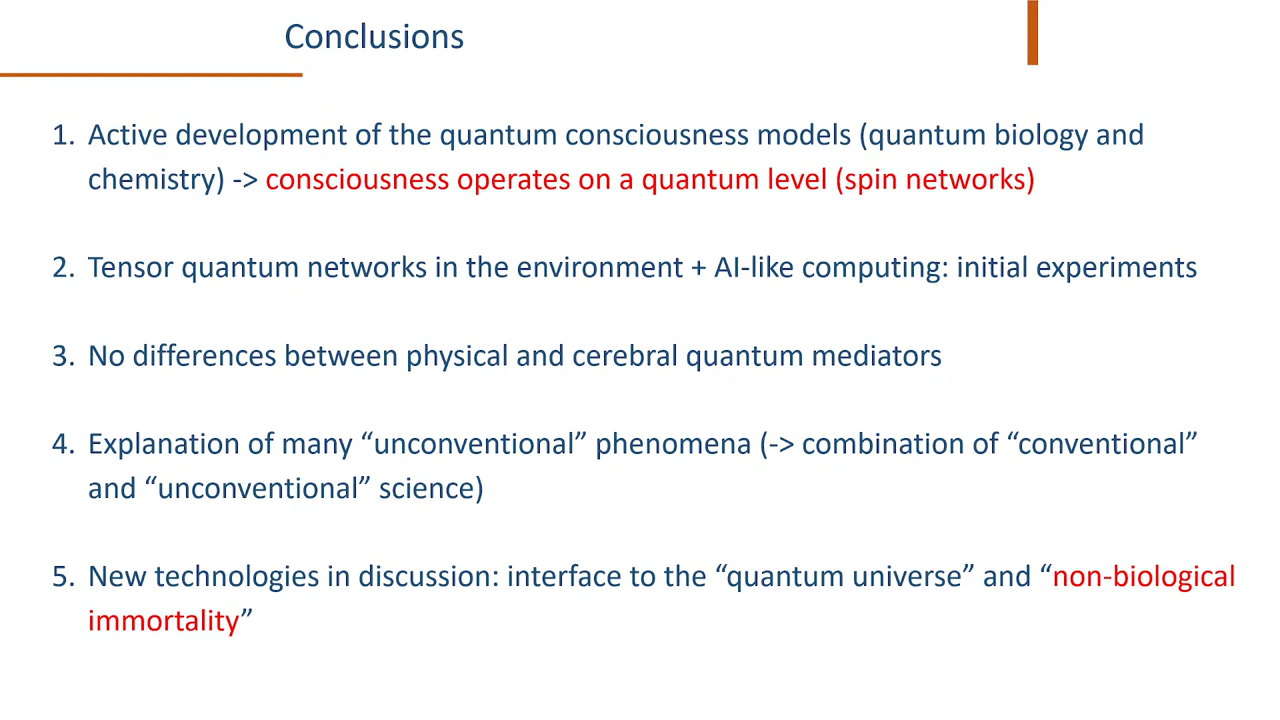 Conclusions
1. Active development of the quantum consciousness models (quantum biology and
chemistry) -> consciousness operates on a quantum level (spin networks)
2. Tensor quantum networks in the environment + AI-like computing: initial experiments
3. No differences between physical and cerebral quantum mediators
4. Explanation of many “unconventional” phenomena (-> combination of “conventional”
and “unconventional” science)
5. New technologies in discussion: interface to the “quantum universe” and “non-biological
immortality”